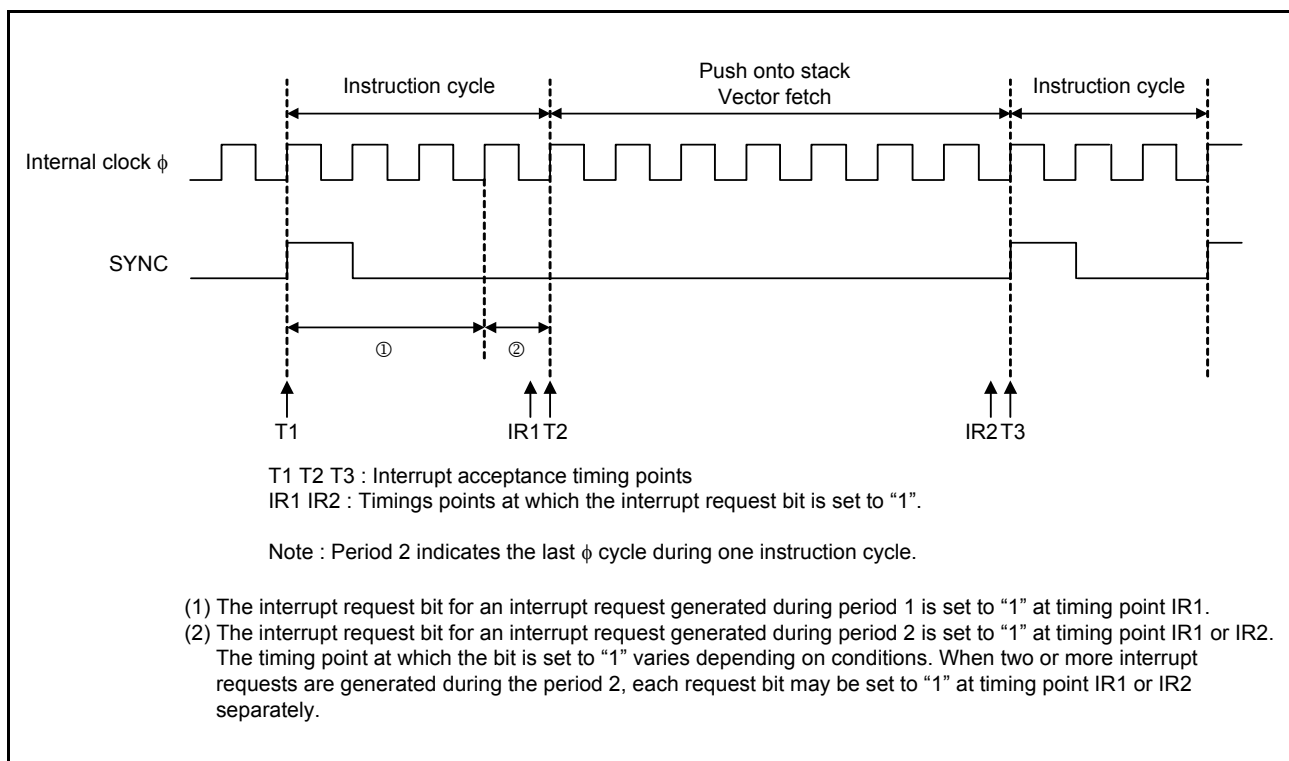 Instruction cycle
Push onto stack
Vector fetch
Instruction cycle
Internal clock ϕ
SYNC
①
②
T1
IR1 T2
IR2 T3
T1 T2 T3 : Interrupt acceptance timing points
IR1 IR2 : Timings points at which the interrupt request bit is set to “1”.
Note : Period 2 indicates the last ϕ cycle during one instruction cycle.
(1) The interrupt request bit for an interrupt request generated during period 1 is set to “1” at timing point IR1.
(2) The interrupt request bit for an interrupt request generated during period 2 is set to “1” at timing point IR1 or IR2.
The timing point at which the bit is set to “1” varies depending on conditions. When two or more interrupt
requests are generated during the period 2, each request bit may be set to “1” at timing point IR1 or IR2
separately.